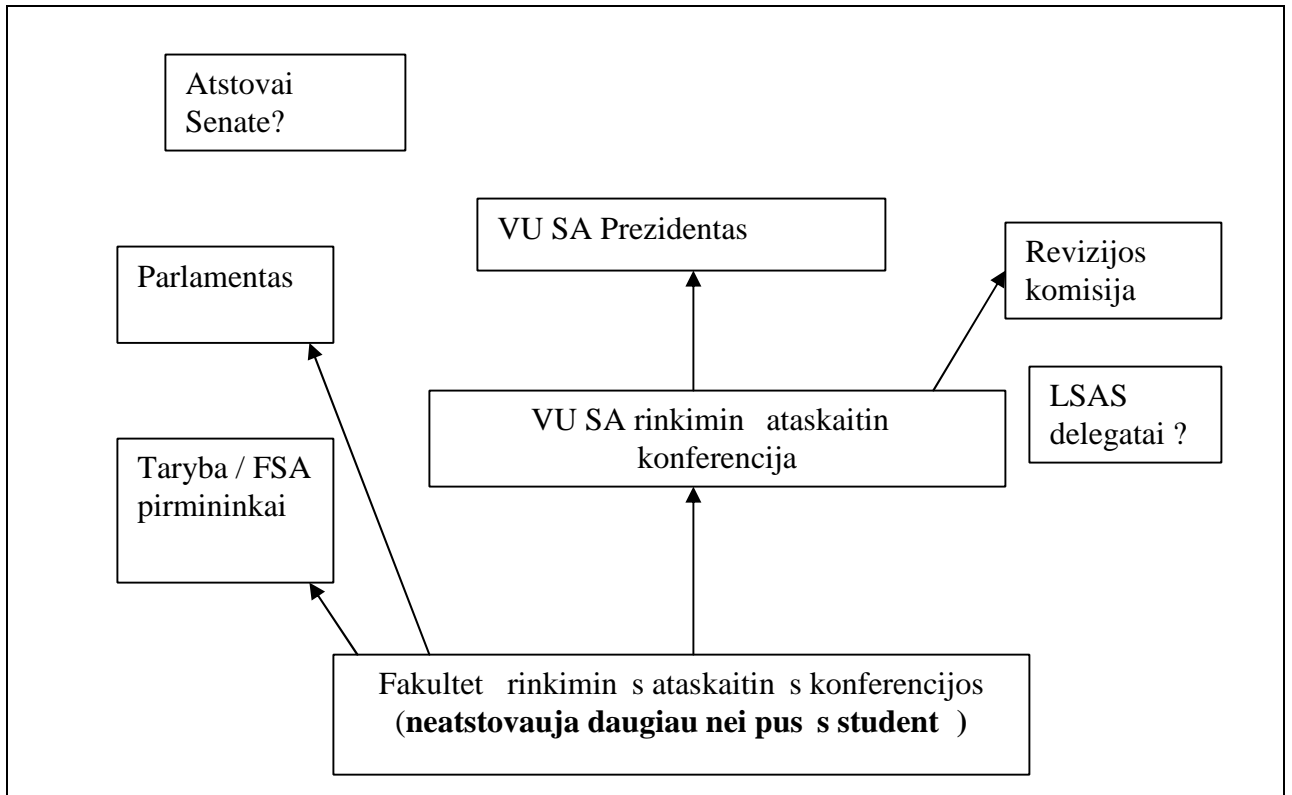 Atstovai
Senate?
VU SA Prezidentas
Revizijos
komisija
Parlamentas
LSAS
delegatai ?
VU SA rinkimin ataskaitin
konferencija
Taryba / FSA
pirmininkai
Fakultet rinkimin s ataskaitin s konferencijos
(neatstovauja daugiau nei pus s student )